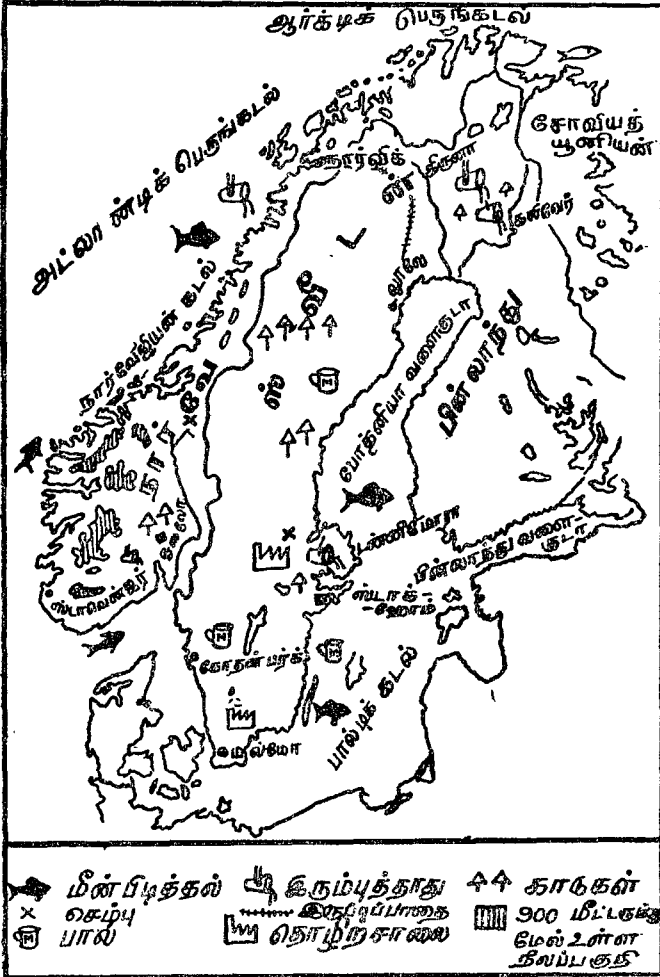 ஆர்க்டிக் பெருங்கடல்
அட்லாண்டிக் பெருங்கடல்
சோவியத்
யூனியன்
நார்விக்
கிருனா
லூலே
நார்வேஜியன் கடல்
நார்வே
ஸ்வீ
பின்லாந்து
போத்னியா வளைகுடா
ஸ்டாவெண்கர்
பின்லாந்து வளை-
குடா
ஸ்டாக்-
-ஹோம்
கோதன்பர்க்
பால்டிக் கடல்
மால்மோ
மீன்பிடித்தல்
இரும்புத்தாது
காடுகள்
செம்பு
இருப்புப்பாதை
900 மீட்டருக்கு
பால்
தொழிற்சாலை
மேல் உள்ள
நிலப்பகுதி